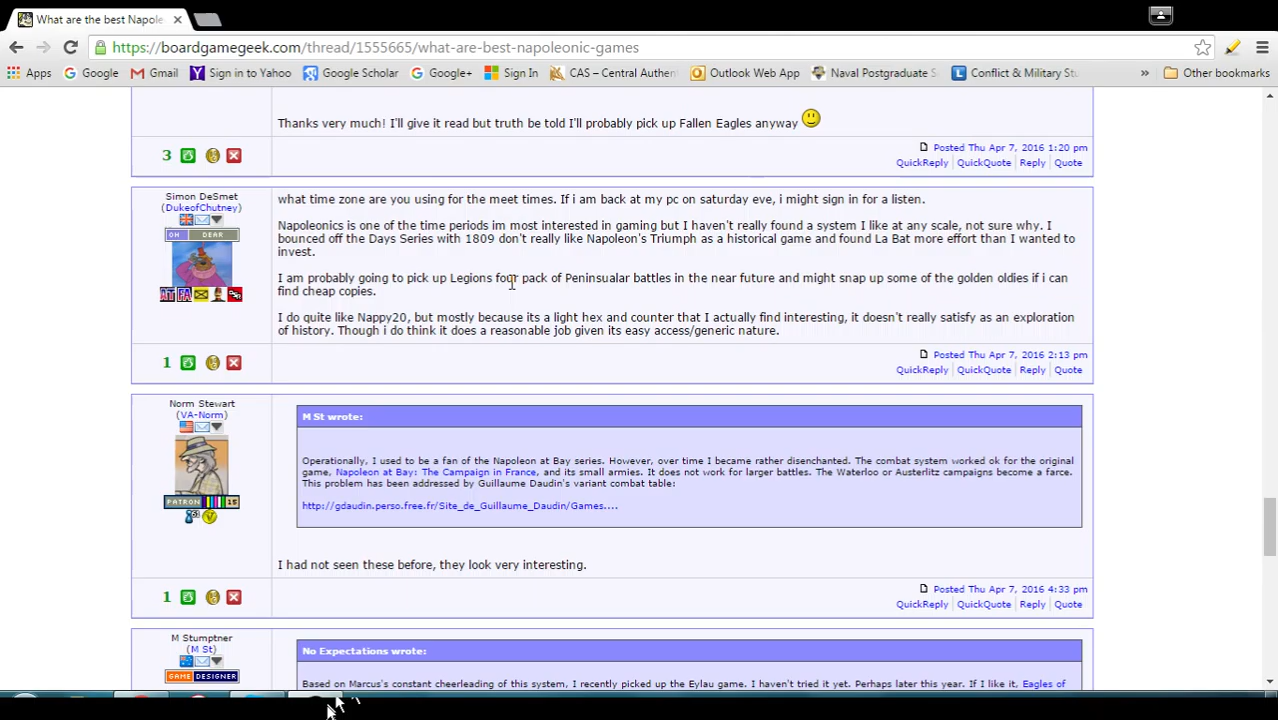 What are the best Napole
https://boardgamegeek.com/thread/1555665/what-are-best-napoleonic-games
Apps Google Gmail Sign in to Yahoo Google Scholar Google+ Sign In CAS – Central Authen Outlook Web App Naval Postgraduate S Conflict & Military Stu » Other bookmarks
Thanks very much! I'll give it read but truth be told I'll probably pick up Fallen Eagles anyway
3
Posted Thu Apr 7, 2016 1:20 pm
QuickReply QuickQuote Reply Quote
Simon DeSmet
(DukeofChutney)
OH DEAR
what time zone are you using for the meet times. If i am back at my pc on saturday eve, i might sign in for a listen.
Napoleonics is one of the time periods im most interested in gaming but I haven't really found a system I like at any scale, not sure why. I
bounced off the Days Series with 1809 don't really like Napoleon's Triumph as a historical game and found La Bat more effort than I wanted to
invest.
I am probably going to pick up Legions four pack of Peninsualar battles in the near future and might snap up some of the golden oldies if i can
find cheap copies.
I do quite like Nappy20, but mostly because its a light hex and counter that I actually find interesting, it doesn't really satisfy as an exploration
of history. Though i do think it does a reasonable job given its easy access/generic nature.
1
Posted Thu Apr 7, 2016 2:13 pm
QuickReply QuickQuote Reply Quote
Norm Stewart
(VA-Norm)
PATRON 15
M St wrote:
Operationally, I used to be a fan of the Napoleon at Bay series. However, over time I became rather disenchanted. The combat system worked ok for the original
game, Napoleon at Bay: The Campaign in France, and its small armies. It does not work for larger battles. The Waterloo or Austerlitz campaigns become a farce.
This problem has been addressed by Guillaume Daudin's variant combat table:
http://gdaudin.perso.free.fr/Site_de_Guillaume_Daudin/Games....
I had not seen these before, they look very interesting.
1
Posted Thu Apr 7, 2016 4:33 pm
QuickReply QuickQuote Reply Quote
M Stumptner
(M St)
GAME DESIGNER
No Expectations wrote:
Based on Marcus's constant cheerleading of this system, I recently picked up the Eylau game. I haven't tried it yet. Perhaps later this year. If I like it, Eagles of